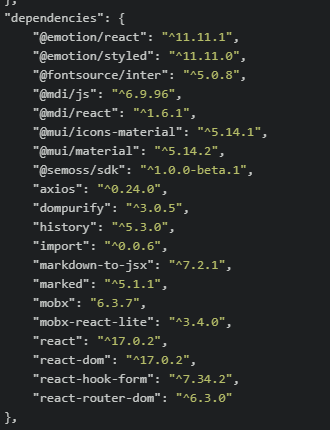 },
"dependencies": {
"@emotion/react": "^11.11.1",
"@emotion/styled": "^11.11.0",
"@fontsource/inter": "^5.0.8",
"@mdi/js": "^6.9.96",
"@mdi/react": "^1.6.1",
"@mui/icons-material": "^5.14.1",
"@mui/material": "^5.14.2",
"@semoss/sdk": "^1.0.0-beta.1",
"axios": "^0.24.0",
"dompurify": "^3.0.5",
"history": "^5.3.0",
"import": "^0.0.6",
"markdown-to-jsx": "^7.2.1",
"marked": "^5.1.1",
"mobx": "6.3.7",
"mobx-react-lite": "^3.4.0",
"react": "^17.0.2",
"react-dom": "^17.0.2",
"react-hook-form": "^7.34.2",
"react-router-dom": "^6.3.0"
},